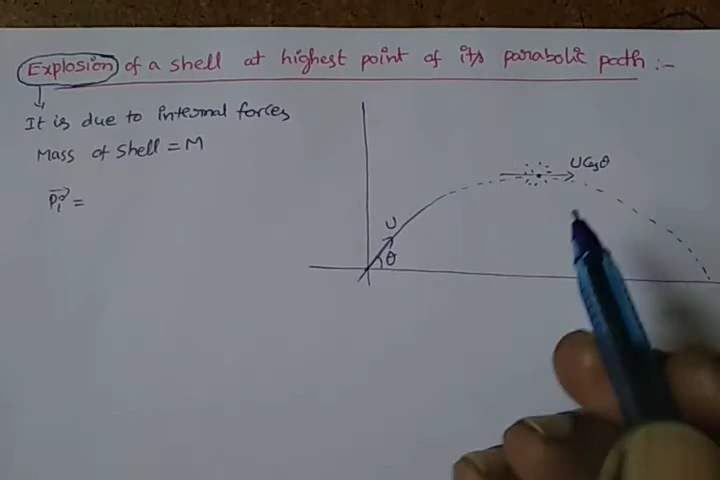 Explosion of a shell at highest point of its parabolic path :-
It is due to internal forces
Mass of shell = M
Pi =
U
θ
UCosθ